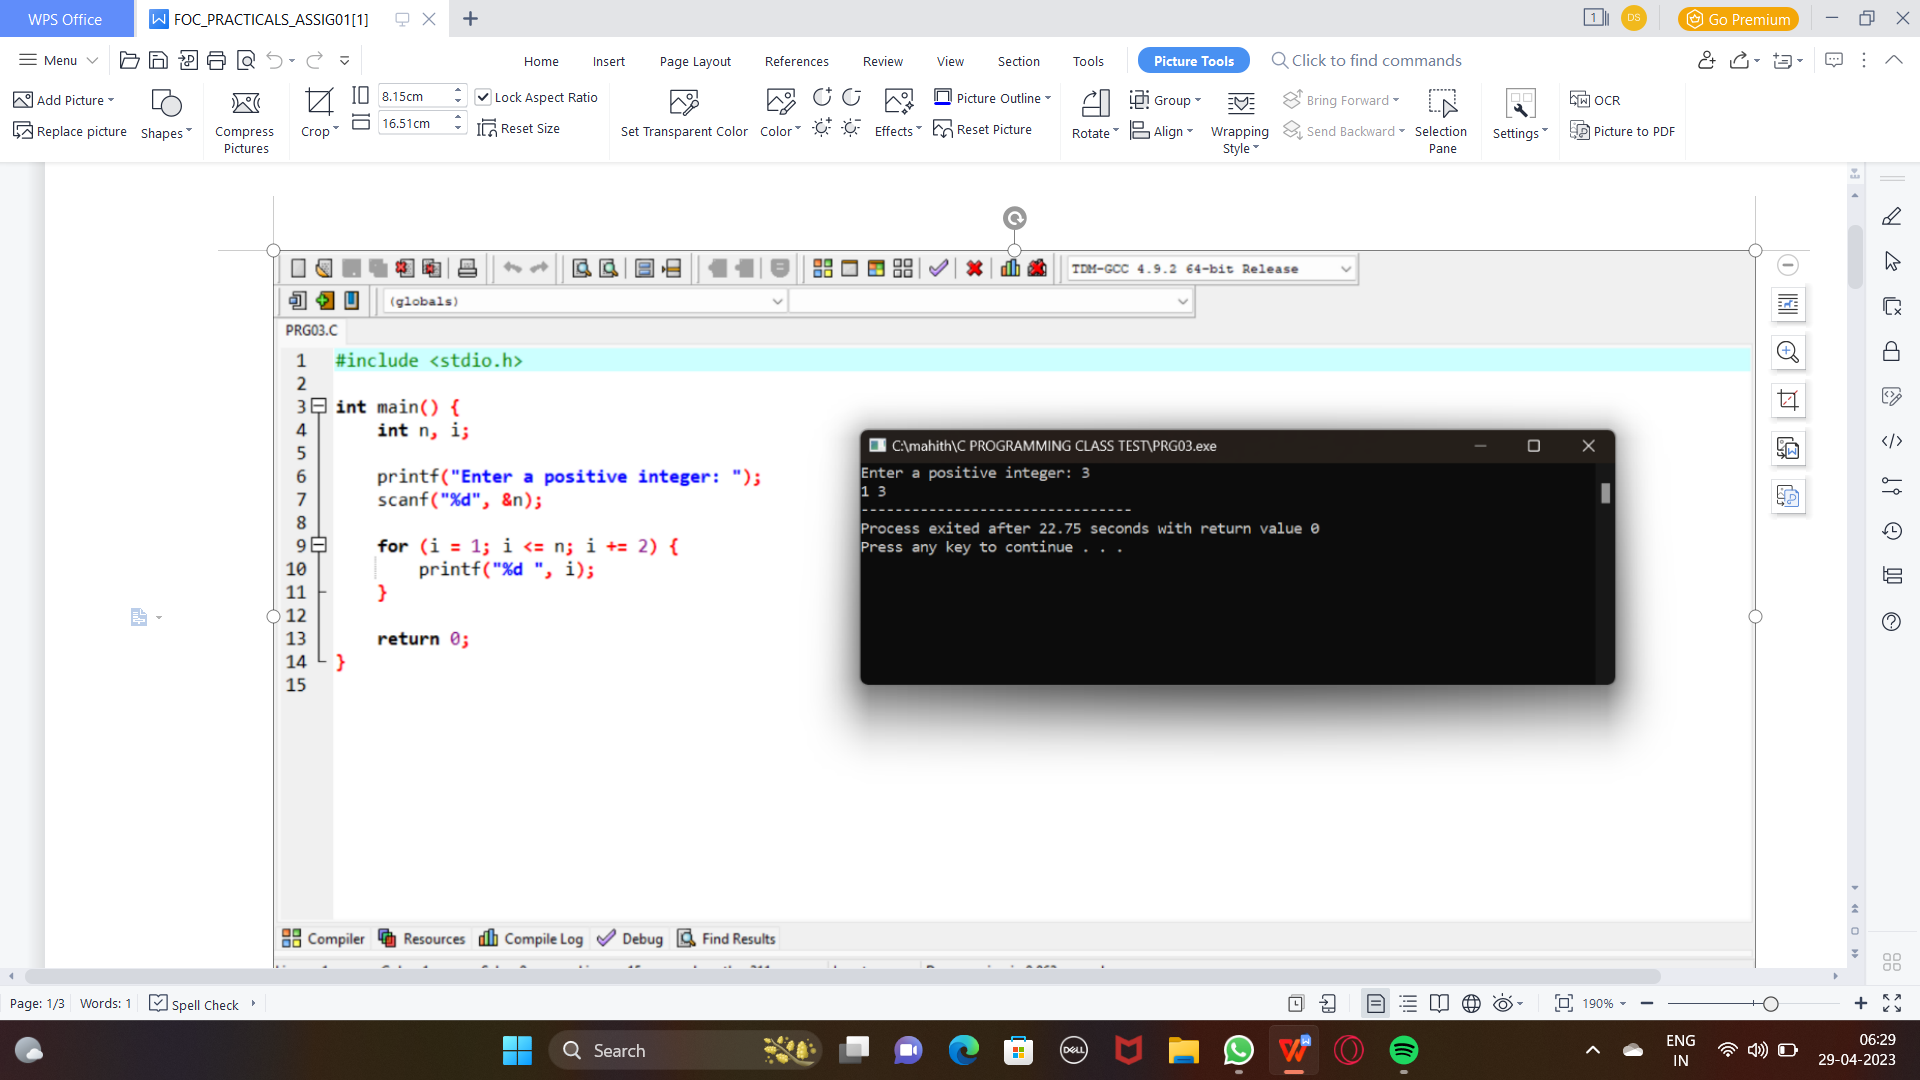 WPS Office
FOC_PRACTICALS_ASSIG01[1]
1
DS
Go Premium
Menu
Home
Insert
Page Layout
References
Review
View
Section
Tools
Picture Tools
Click to find commands
Add Picture
Replace picture
Shapes
Compress
Pictures
Crop
8.15cm
16.51cm
Lock Aspect Ratio
Reset Size
Set Transparent Color
Color
Effects
Picture Outline
Reset Picture
Rotate
Group
Align
Wrapping
Style
Bring Forward
Send Backward
Selection
Pane
Settings
OCR
Picture to PDF
TDM-GCC 4.9.2 64-bit Release
(globals)
PRG03.C
1 #include <stdio.h>
2
3 int main() {
4 int n, i;
5
6 printf("Enter a positive integer: ");
7 scanf("%d", &n);
8
9 for (i = 1; i <= n; i += 2) {
10 printf("%d ", i);
11 }
12
13 return 0;
14 }
15
C:\mahith\C PROGRAMMING CLASS TEST\PRG03.exe
Enter a positive integer: 3
1 3
--------------------------------
Process exited after 22.75 seconds with return value 0
Press any key to continue . . .
Compiler
Resources
Compile Log
Debug
Find Results
Page: 1/3
Words: 1
Spell Check
190%
Search
DELL
ENG
IN
06:29
29-04-2023